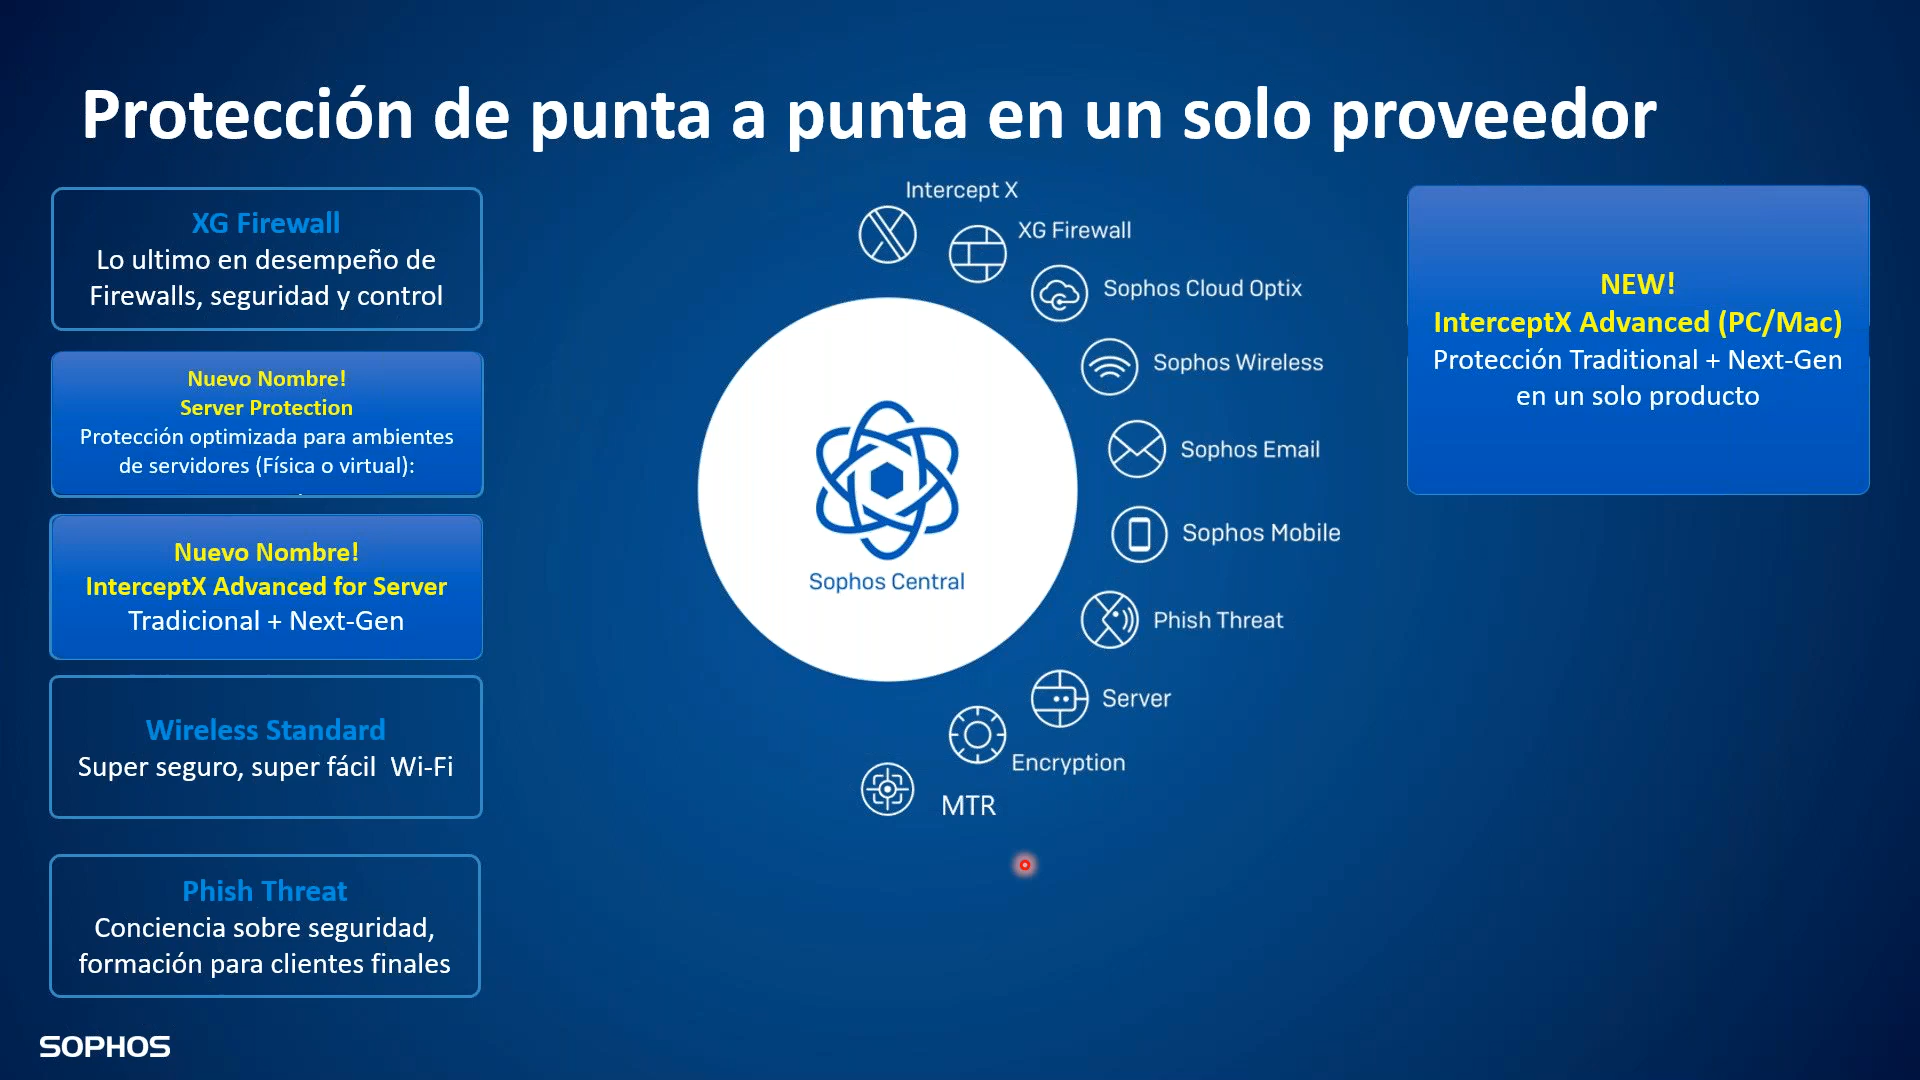 Protección de punta a punta en un solo proveedor
XG Firewall
Lo ultimo en desempeño de
Firewalls, seguridad y control
Nuevo Nombre!
Server Protection
Protección optimizada para ambientes
de servidores (Física o virtual):
Nuevo Nombre!
InterceptX Advanced for Server
Tradicional + Next-Gen
Wireless Standard
Super seguro, super fácil  Wi-Fi
Phish Threat
Conciencia sobre seguridad,
formación para clientes finales
Intercept X
XG Firewall
Sophos Cloud Optix
Sophos Wireless
Sophos Email
Sophos Mobile
Phish Threat
Server
Encryption
MTR
Sophos Central
NEW!
InterceptX Advanced (PC/Mac)
Protección Traditional + Next-Gen
en un solo producto
SOPHOS